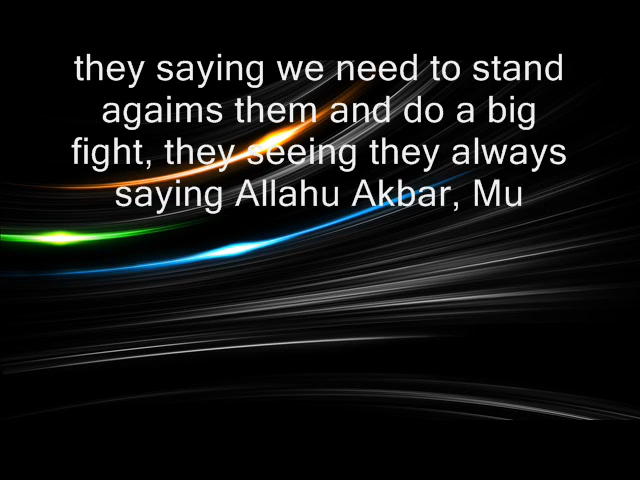 they saying we need to stand
agaims them and do a big
fight, they seeing they always
saying Allahu Akbar, Mu